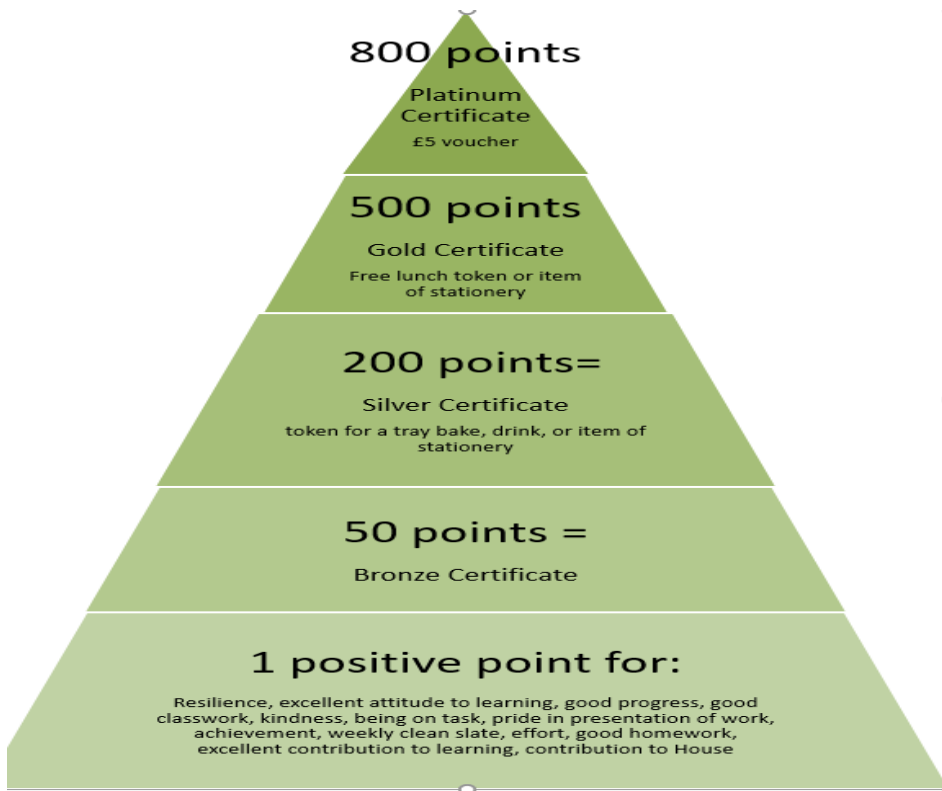 800 points
Platinum
Certificate
£5 voucher
500 points
Gold Certificate
Free lunch token or item
of stationery
200 points=
Silver Certificate
token for a tray bake, drink, or item of
stationery
50 points =
Bronze Certificate
1 positive point for:
Resilience, excellent attitude to learning, good progress, good
classwork, kindness, being on task, pride in presentation of work,
achievement, weekly clean slate, effort, good homework,
excellent contribution to learning, contribution to House